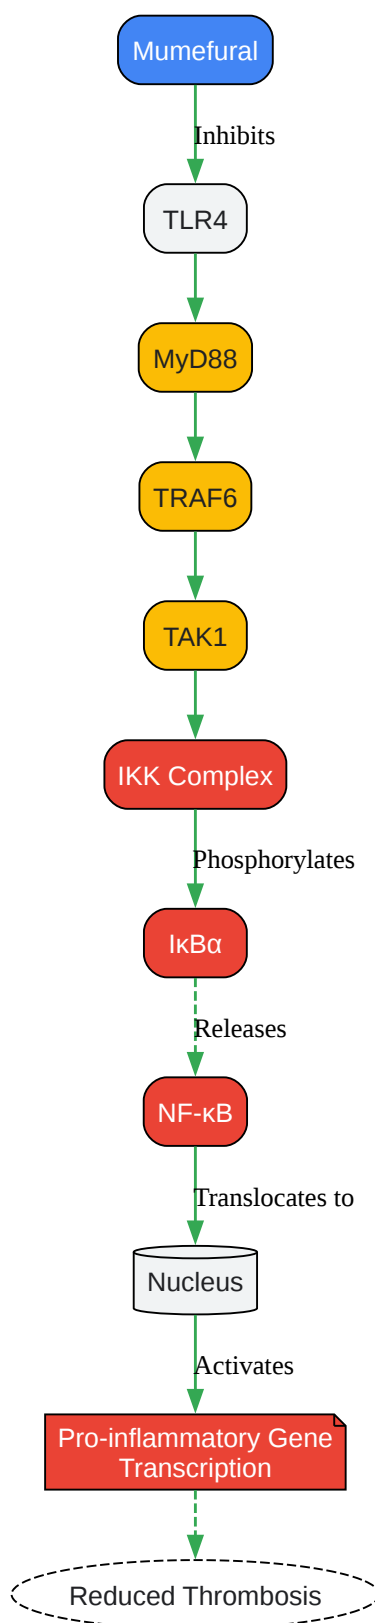 Mumefural
Inhibits
TLR4
MyD88
TRAF6
TAK1
IKK Complex
Phosphorylates
IκBα
Releases
NF-κB
Translocates to
Nucleus
Activates
Pro-inflammatory Gene
Transcription
Reduced Thrombosis